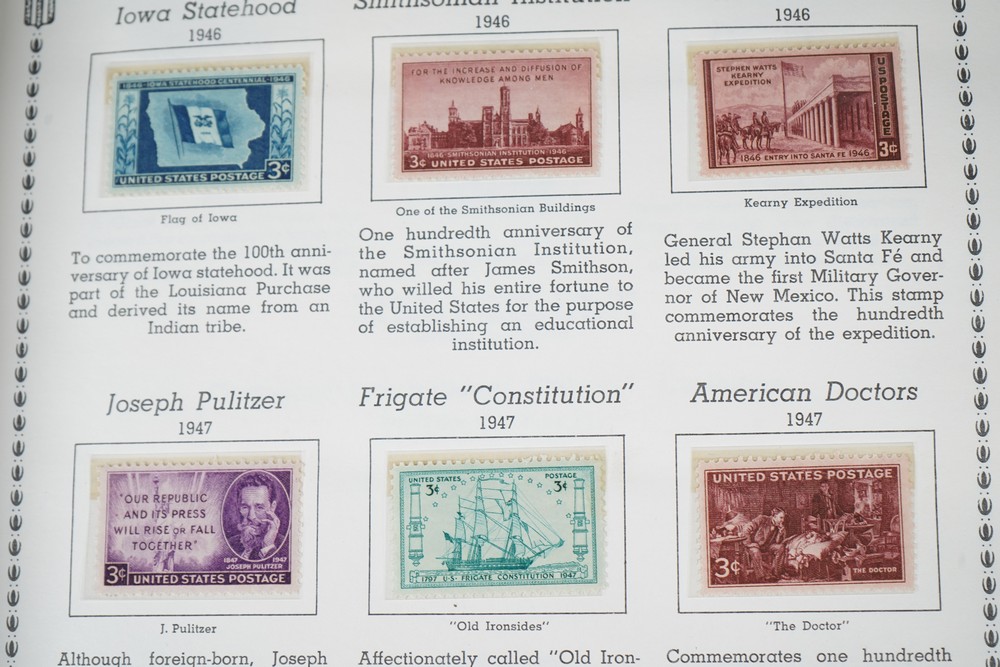 Iowa Statehood
1946
1846·IOWA STATEHOOD CENTENNIAL·1946
UNITED STATES POSTAGE 3¢
Flag of Iowa
To commemorate the 100th anni-
versary of Iowa statehood. It was
part of the Louisiana Purchase
and derived its name from an
Indian tribe.
Smithsonian Institution
1946
FOR THE INCREASE AND DIFFUSION OF
KNOWLEDGE AMONG MEN
1846·SMITHSONIAN INSTITUTION·1946
3¢ UNITED STATES POSTAGE
One of the Smithsonian Buildings
One hundredth anniversary of
the Smithsonian Institution,
named after James Smithson,
who willed his entire fortune to
the United States for the purpose
of establishing an educational
institution.
1946
STEPHEN WATTS
KEARNY
EXPEDITION
U.S. POSTAGE
3¢
1846 ENTRY INTO SANTA FE 1946
Kearny Expedition
General Stephan Watts Kearny
led his army into Santa Fé and
became the first Military Gover-
nor of New Mexico. This stamp
commemorates the hundredth
anniversary of the expedition.
Joseph Pulitzer
1947
"OUR REPUBLIC
AND ITS PRESS
WILL RISE OR FALL
TOGETHER"
1847 1947
JOSEPH PULITZER
3¢ UNITED STATES POSTAGE
J. Pulitzer
Although foreign-born, Joseph
Frigate "Constitution"
1947
UNITED STATES POSTAGE
3¢ 3¢
1797 U·S· FRIGATE CONSTITUTION 1947
"Old Ironsides"
Affectionately called "Old Iron-
American Doctors
1947
UNITED STATES POSTAGE
3¢ THE DOCTOR
"The Doctor"
Commemorates one hundredth